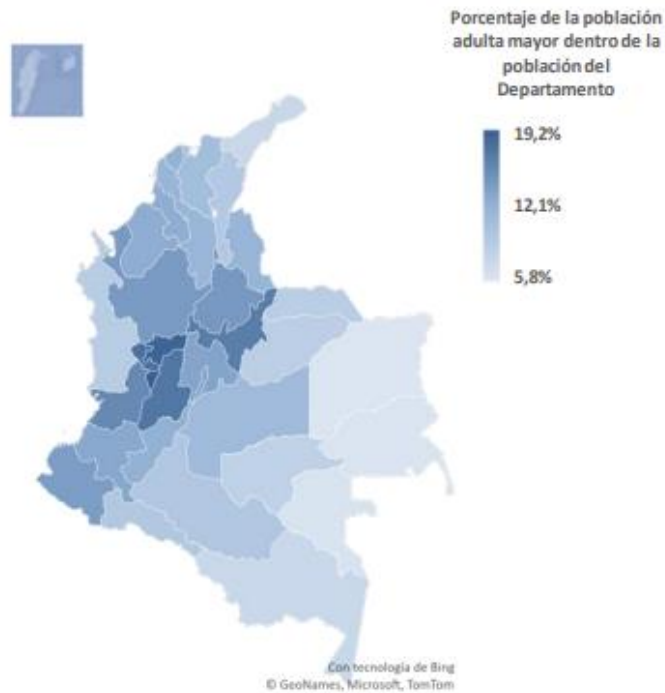 Porcentaje de la población
adulta mayor dentro de la
población del
Departamento
19,2%
12,1%
5,8%
Con tecnología de Bing
© GeoNames, Microsoft, TomTom